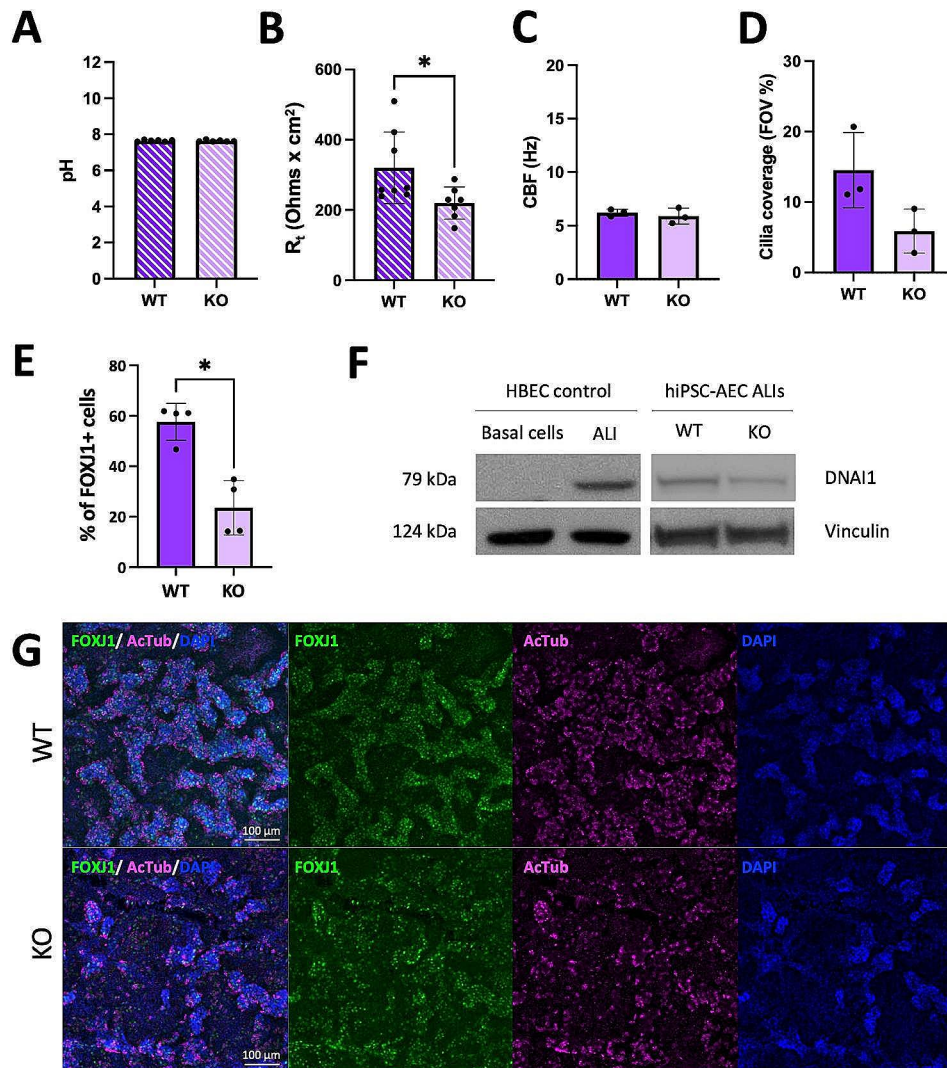 A
pH
12
10
8
6
4
2
0
WT
KO
B
Rt (Ohms x cm²)
600
400
200
0
*
WT
KO
C
CBF (Hz)
20
15
10
5
0
WT
KO
D
Cilia coverage (FOV %)
30
20
10
0
WT
KO
E
% of FOXJ1+ cells
80
60
40
20
0
*
WT
KO
F
HBEC control
hiPSC-AEC ALIs
Basal cells ALI
WT KO
79 kDa
DNAI1
124 kDa
Vinculin
G
WT
FOXJ1/ AcTub/DAPI
FOXJ1
AcTub
DAPI
100 µm
KO
FOXJ1/ AcTub/DAPI
FOXJ1
AcTub
DAPI
100 µm